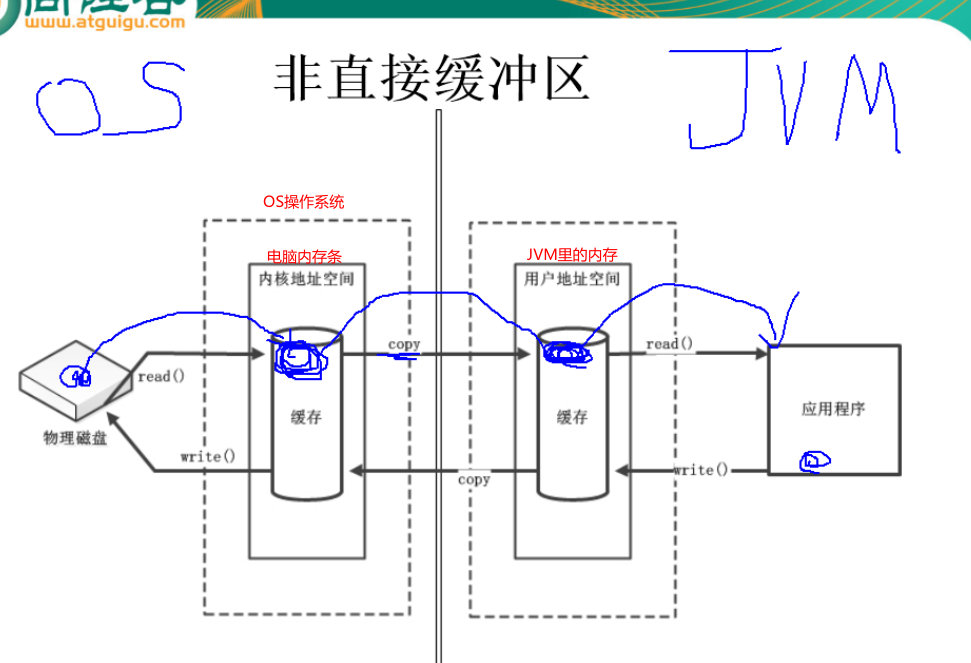 www.atguigu.com
OS
非直接缓冲区
JVM
OS操作系统
电脑内存条
内核地址空间
JVM里的内存
用户地址空间
copy
read()
read()
缓存
缓存
应用程序
物理磁盘
write()
copy
write()